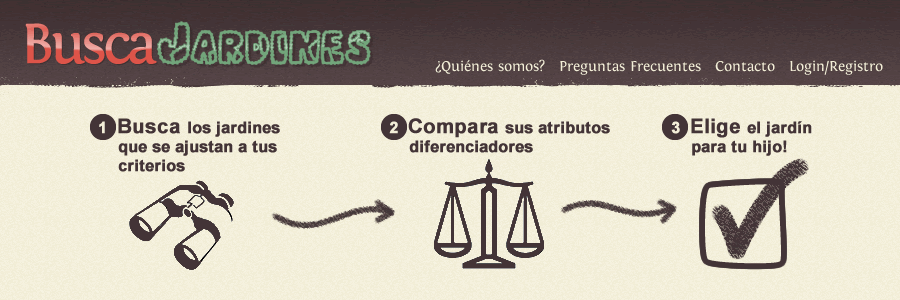 BuscaJARDINES
¿Quiénes somos? Preguntas Frecuentes Contacto Login/Registro
1 Busca los jardines
que se ajustan a tus
criterios
2 Compara sus atributos
diferenciadores
3 Elige el jardín
para tu hijo!